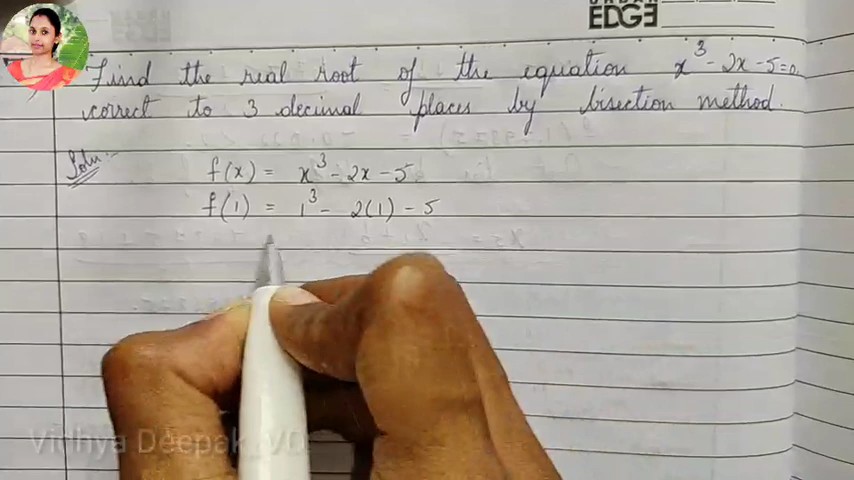 EDGE
Find the real root of the equation x³ - 2x - 5 = 0,
correct to 3 decimal places by bisection method.
Soln:-
f(x) = x³ - 2x - 5
f(1) = 1³ - 2(1) - 5
Vidhya Deepak VD